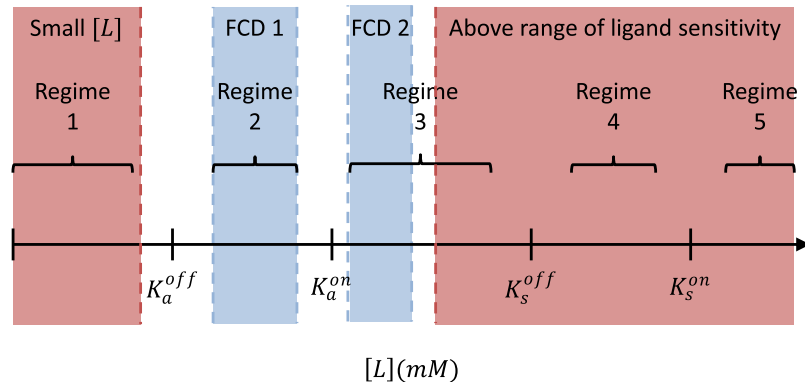 Small [L] FCD 1 FCD 2 Above range of ligand sensitivity
Regime Regime Regime Regime Regime
1 2 3 4 5
K_a^{off} K_a^{on} K_s^{off} K_s^{on}
[L](mM)